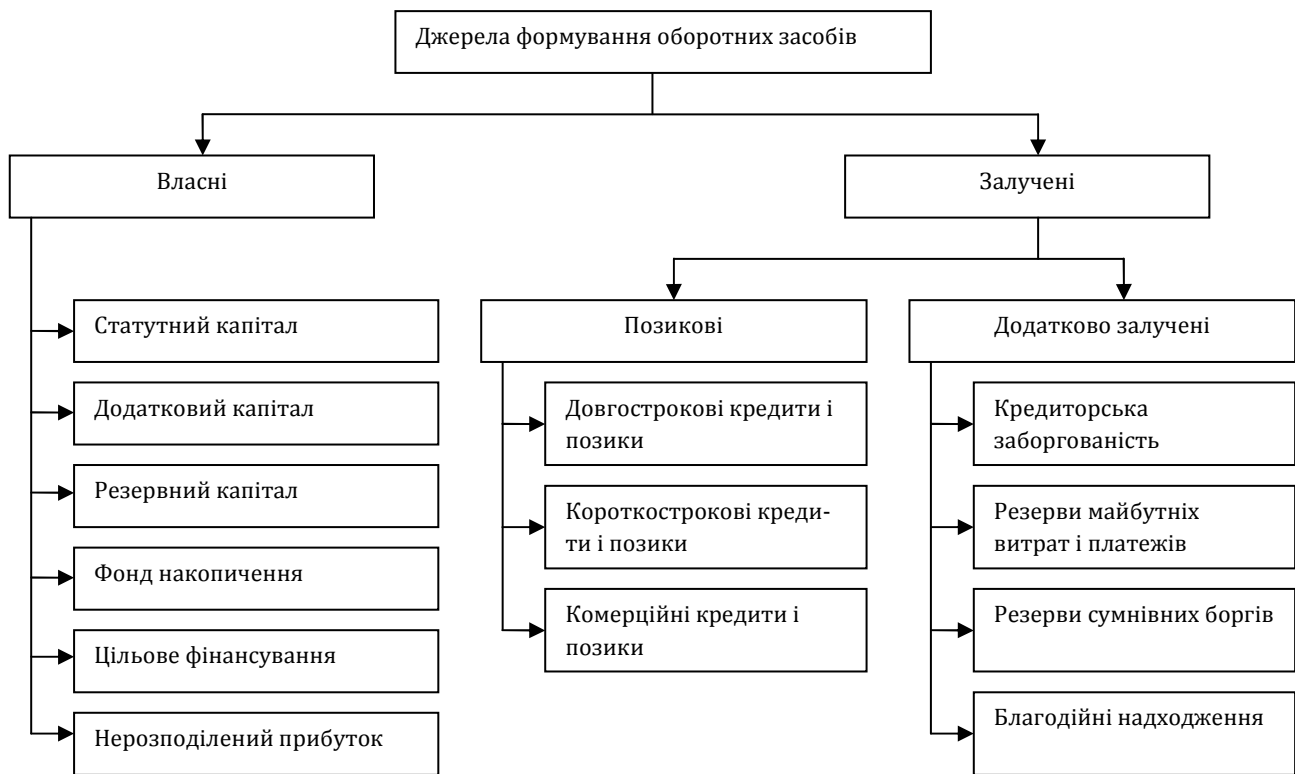 Джерела формування оборотних засобів
Власні
Залучені
Статутний капітал
Додатковий капітал
Резервний капітал
Фонд накопичення
Цільове фінансування
Нерозподілений прибуток
Позикові
Довгострокові кредити і
позики
Короткострокові креди-
ти і позики
Комерційні кредити і
позики
Додатково залучені
Кредиторська
заборгованість
Резерви майбутніх
витрат і платежів
Резерви сумнівних боргів
Благодійні надходження